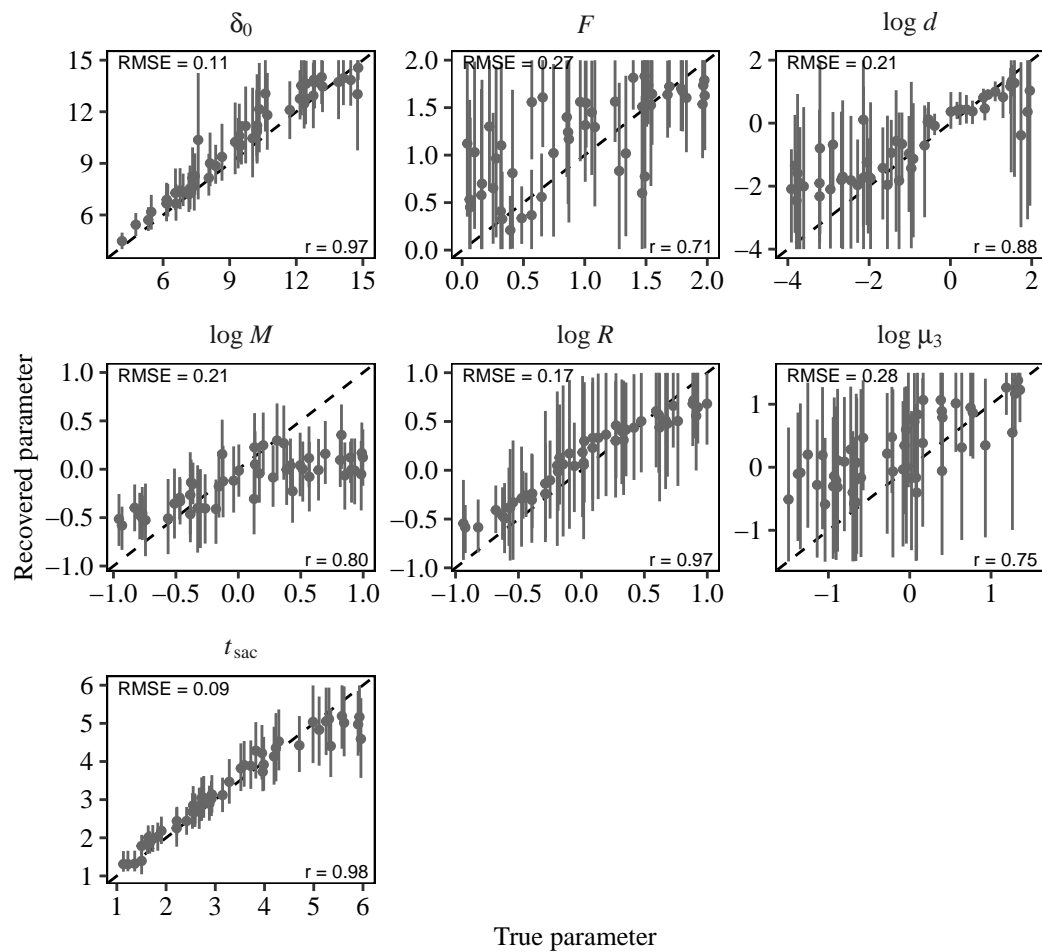 δ0 F log d
RMSE = 0.11 RMSE = 0.27 RMSE = 0.21
15
12
9
6
2.0
1.5
1.0
0.5
0.0
2
0
−2
−4
r = 0.97 r = 0.71 r = 0.88
6 9 12 15 0.0 0.5 1.0 1.5 2.0 −4 −2 0 2
log M log R log μ3
RMSE = 0.21 RMSE = 0.17 RMSE = 0.28
1.0
0.5
0.0
−0.5
−1.0
1.0
0.5
0.0
−0.5
−1.0
1
0
−1
r = 0.80 r = 0.97 r = 0.75
−1.0 −0.5 0.0 0.5 1.0 −1.0 −0.5 0.0 0.5 1.0 −1 0 1
Recovered parameter
tsac
RMSE = 0.09
6
5
4
3
2
1
r = 0.98
1 2 3 4 5 6
True parameter